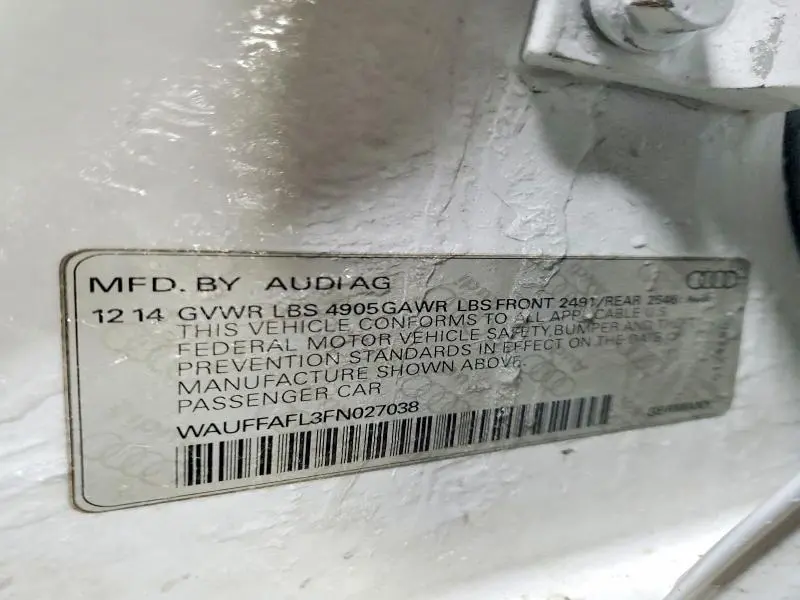 MFD. BY AUDI AG
12 14 GVWR LBS 4905 GAWR LBS FRONT 2491/REAR 2546
THIS VEHICLE CONFORMS TO ALL APPLICABLE U.S.
FEDERAL MOTOR VEHICLE SAFETY, BUMPER AND THEFT
PREVENTION STANDARDS IN EFFECT ON THE DATE OF
MANUFACTURE SHOWN ABOVE.
PASSENGER CAR
WAUFFAFL3FN027038
GERMANY